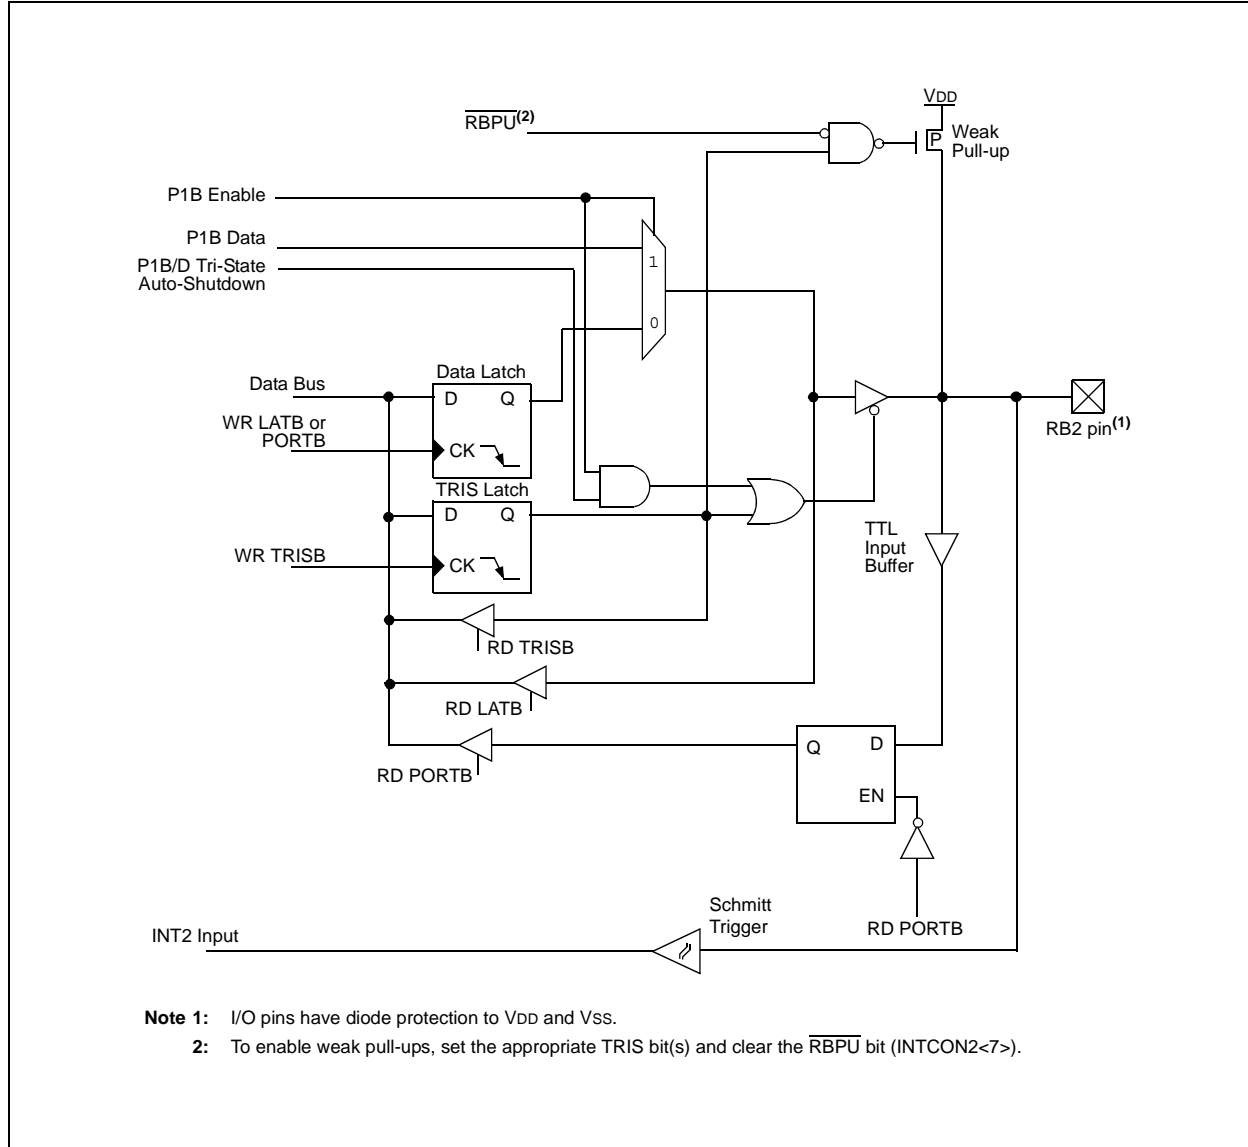 VDD
RBPU(2)
P
Weak
Pull-up
P1B Enable
P1B Data
P1B/D Tri-State
Auto-Shutdown
1
0
Data Bus
Data Latch
D Q
WR LATB or
PORTB
CK
RB2 pin(1)
TRIS Latch
D Q
WR TRISB
CK
TTL
Input
Buffer
RD TRISB
RD LATB
Q D
EN
RD PORTB
Schmitt
Trigger
RD PORTB
INT2 Input
Note 1: I/O pins have diode protection to VDD and VSS.
2: To enable weak pull-ups, set the appropriate TRIS bit(s) and clear the RBPU bit (INTCON2<7>).